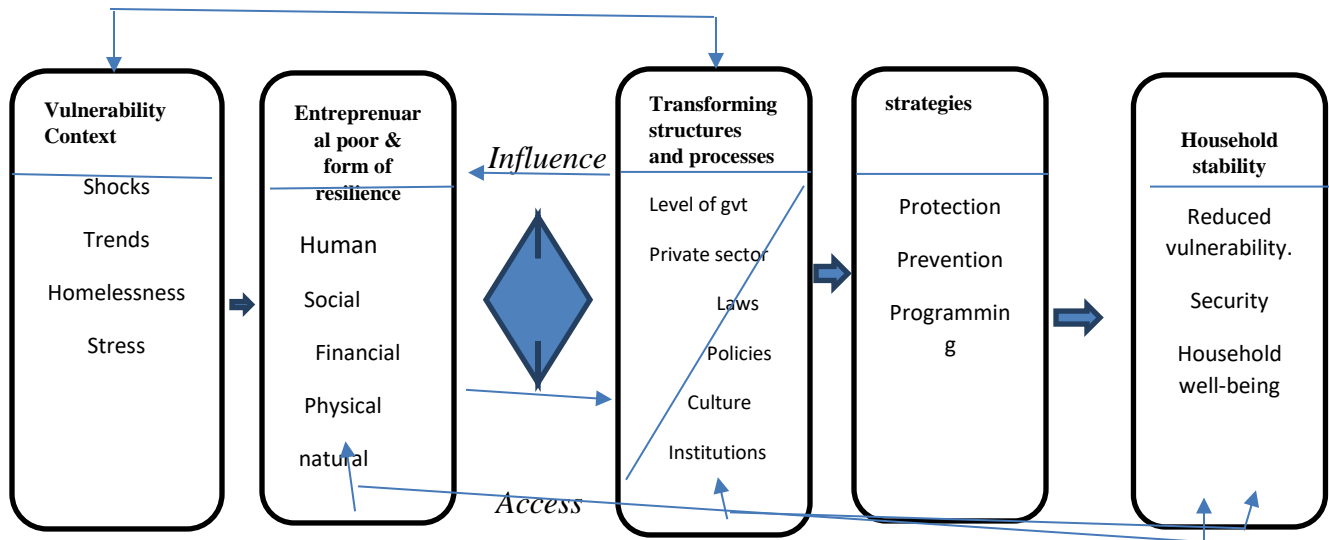 Vulnerability
Context
Shocks
Trends
Homelessness
Stress
Entreprenuar
al poor &
form of
resilience
Human
Social
Financial
Physical
natural
Influence
Access
Transforming
structures
and processes
Level of gvt
Private sector
Laws
Policies
Culture
Institutions
strategies
Protection
Prevention
Programmin
g
Household
stability
Reduced
vulnerability.
Security
Household
well-being